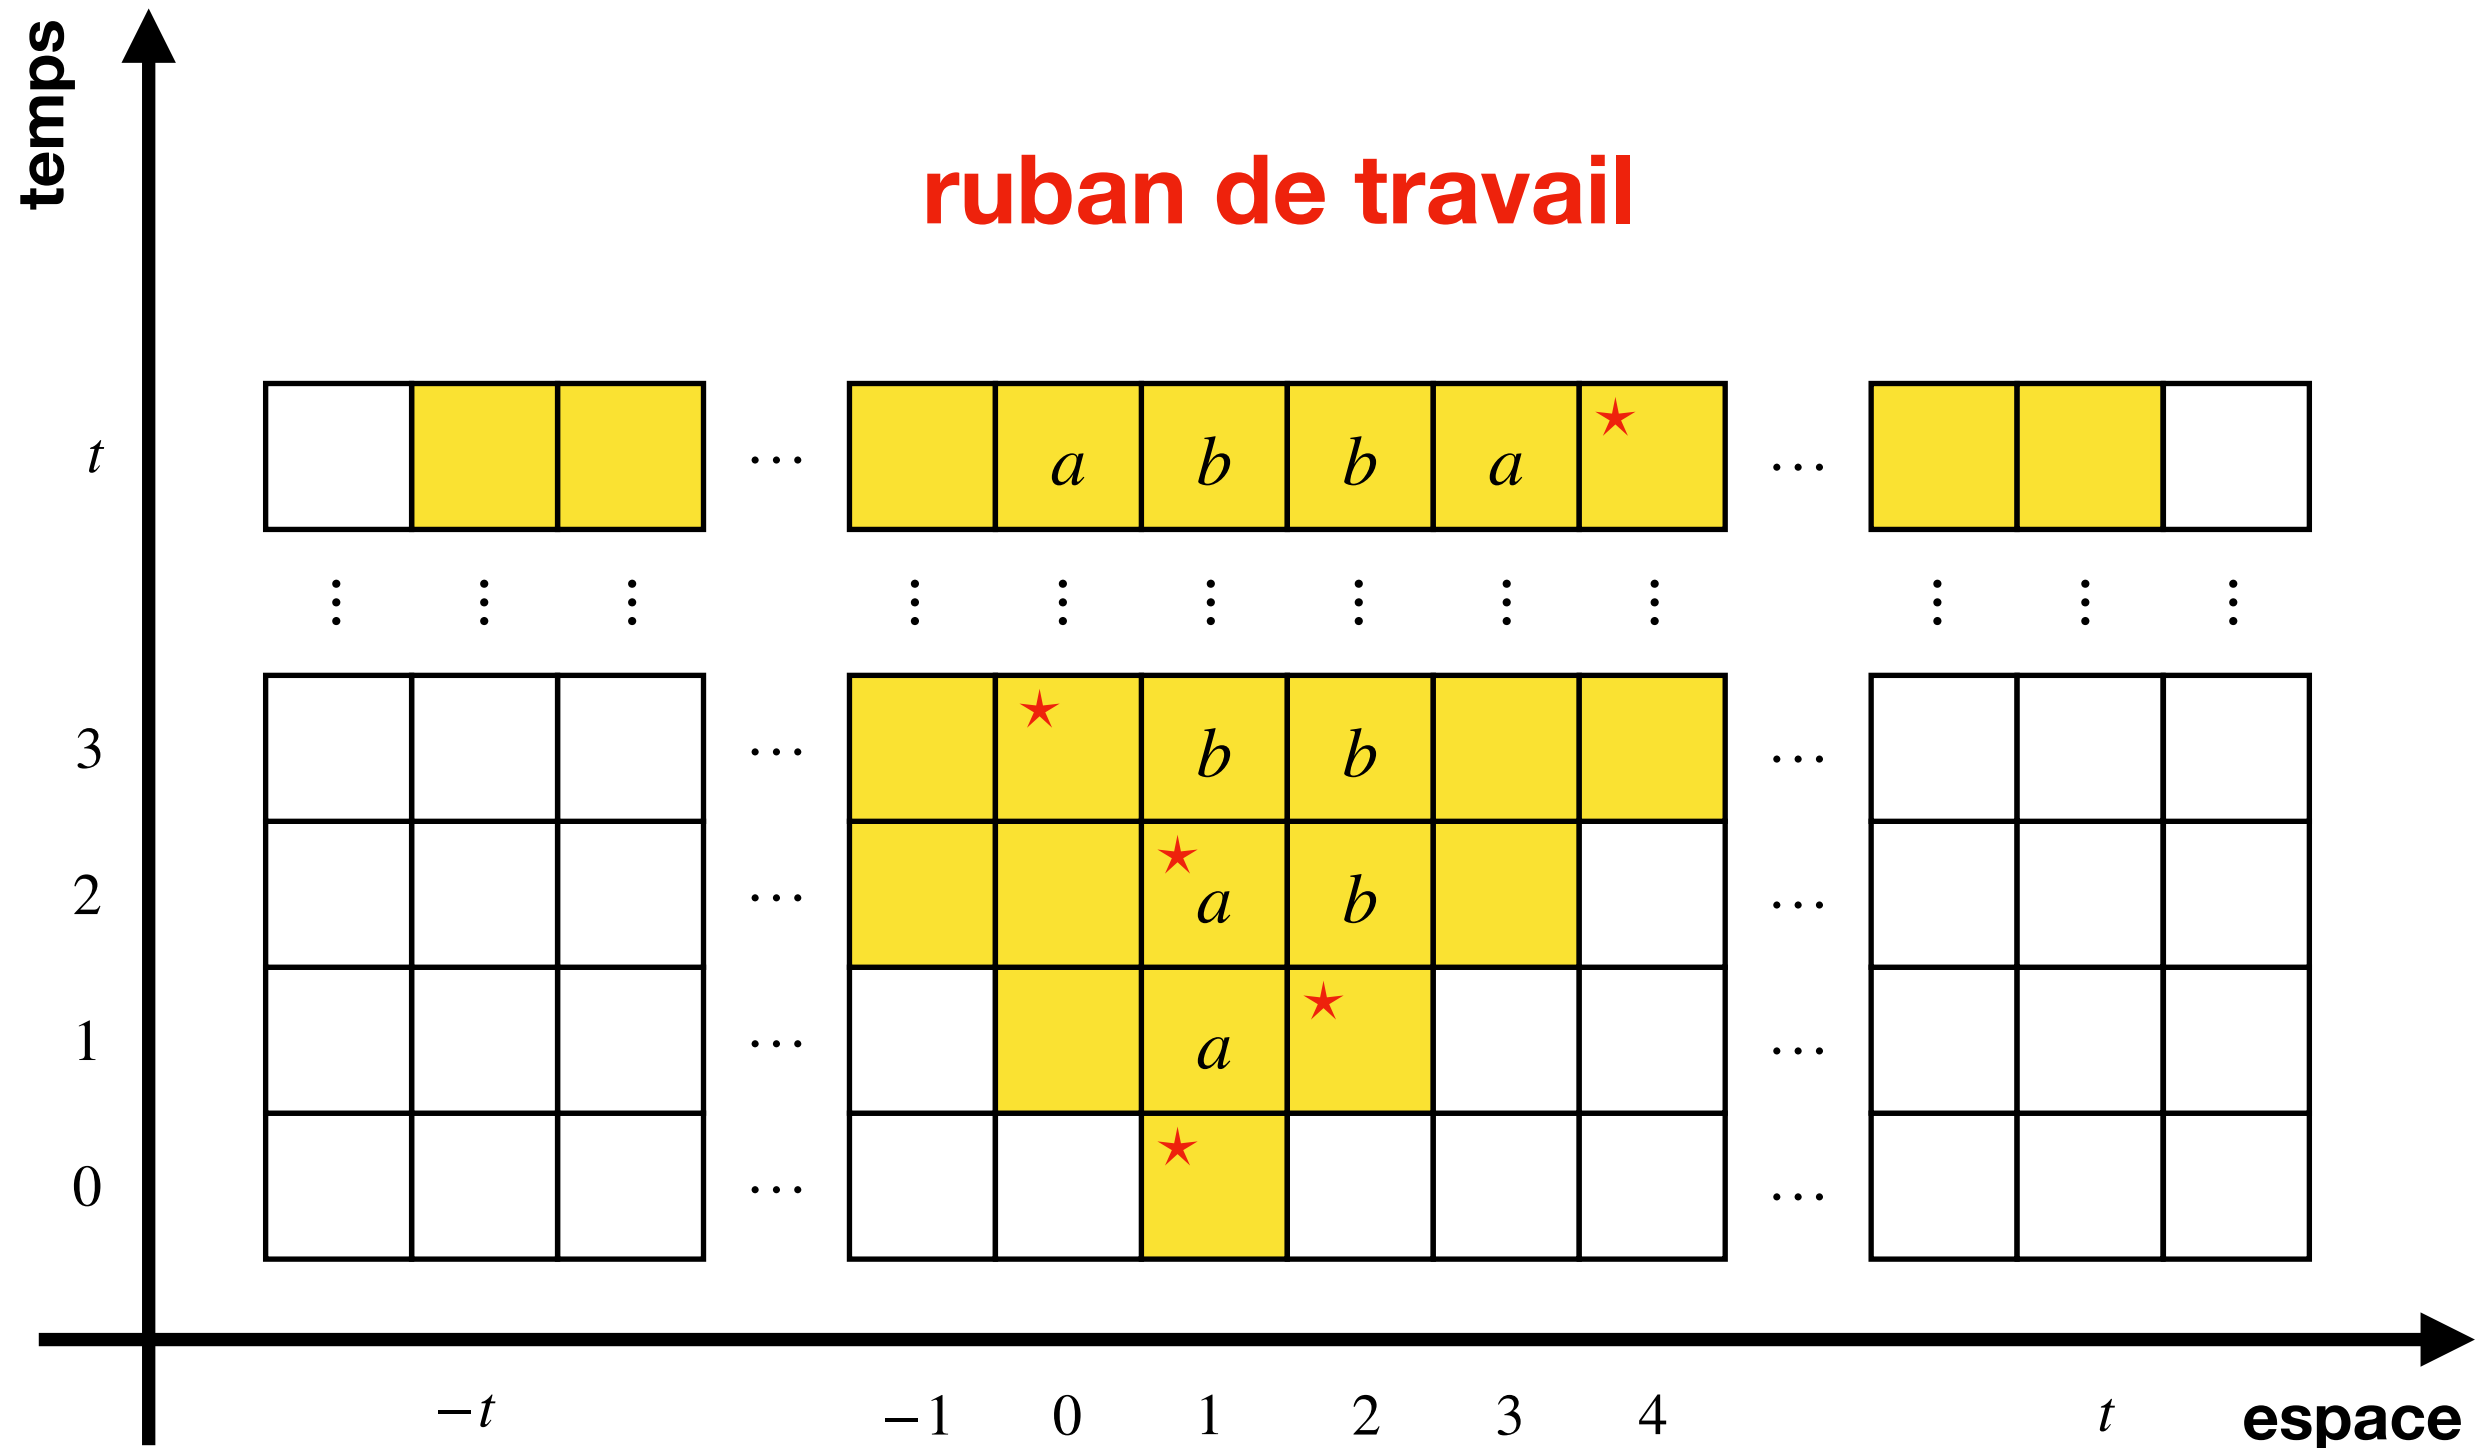 temps
ruban de travail
t ... a b b a ...
3 ... b b ...
2 ... a b ...
1 ... a ...
0 ... ...
−t −1 0 1 2 3 4 t espace